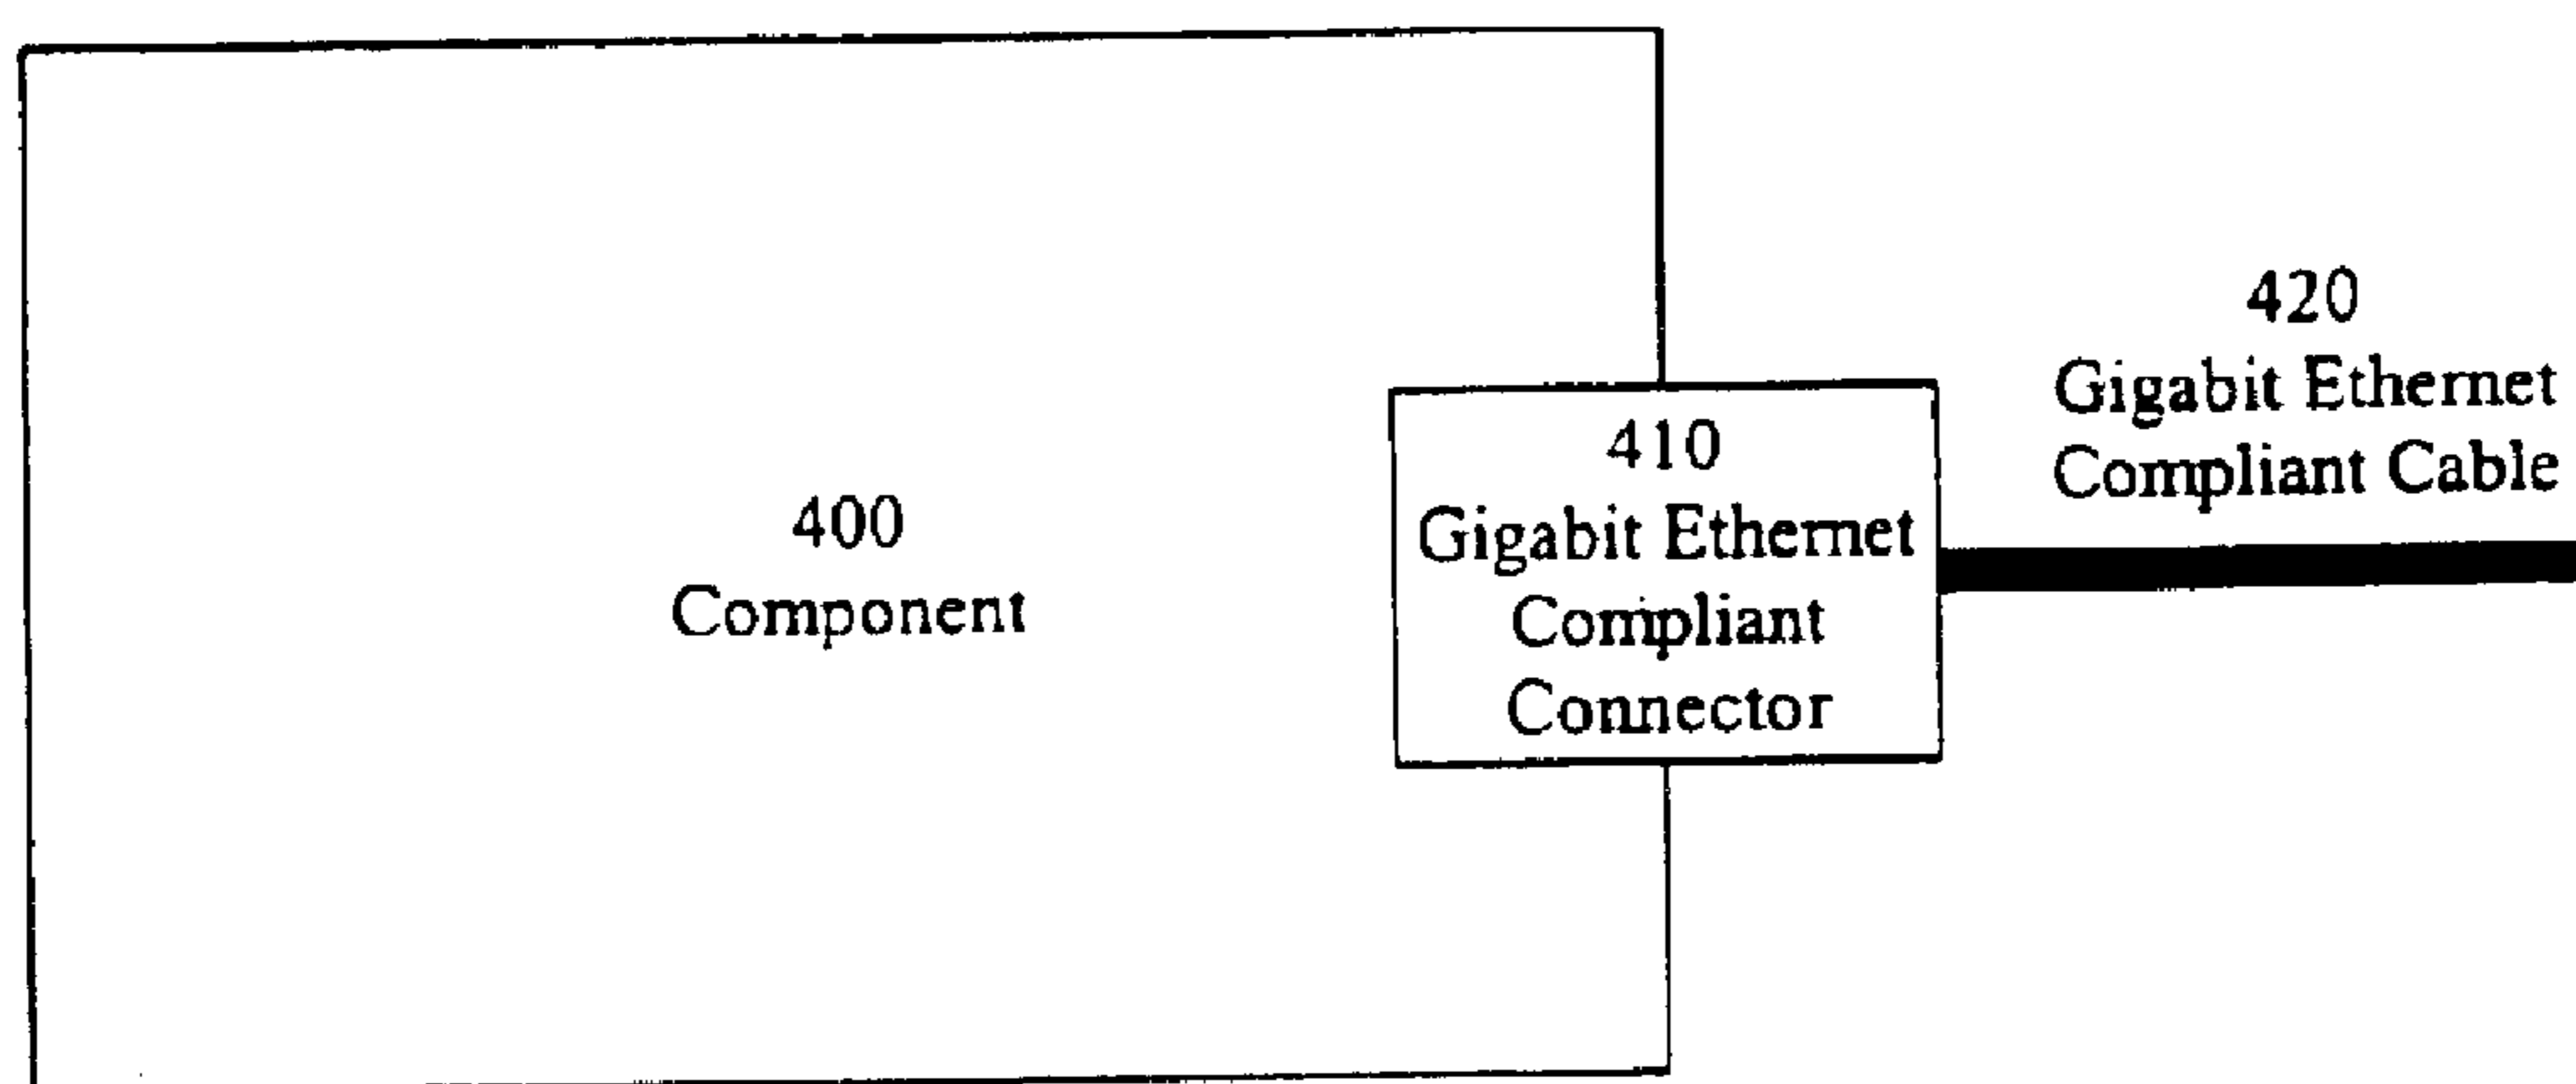 400
Component
410
Gigabit Ethernet
Compliant
Connector
420
Gigabit Ethernet
Compliant Cable